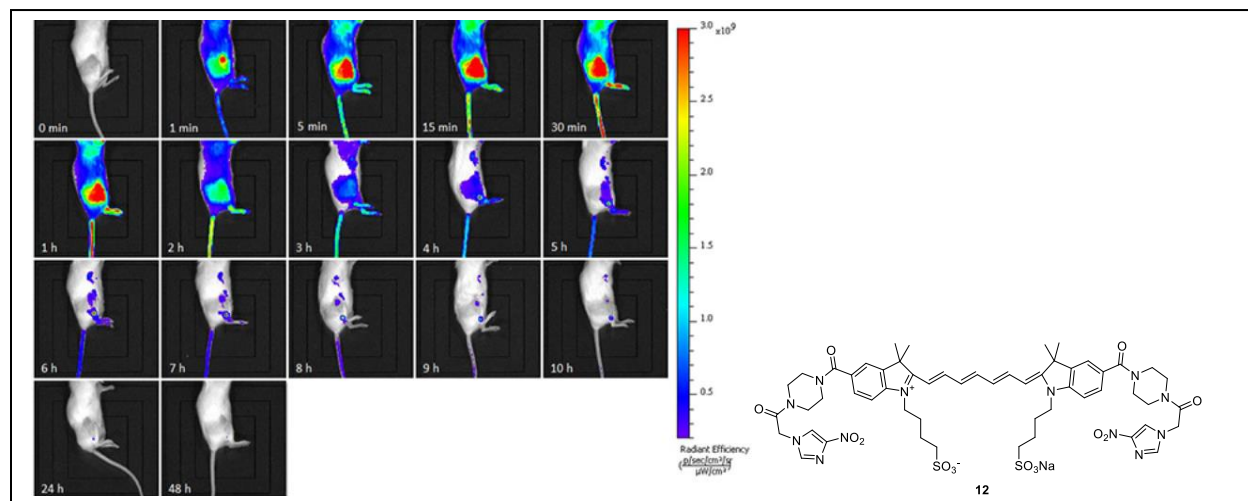 0 min
1 min
5 min
15 min
30 min
1 h
2 h
3 h
4 h
5 h
6 h
7 h
8 h
9 h
10 h
24 h
48 h
3.0
x10⁹
2.5
2.0
1.5
1.0
0.5
Radiant Efficiency
(p/sec/cm²/sr
μW/cm²)
O
N
N
O
N
N
NO₂
N⁺
SO₃⁻
N
SO₃Na
O
N
N
O
NO₂
N
N
12